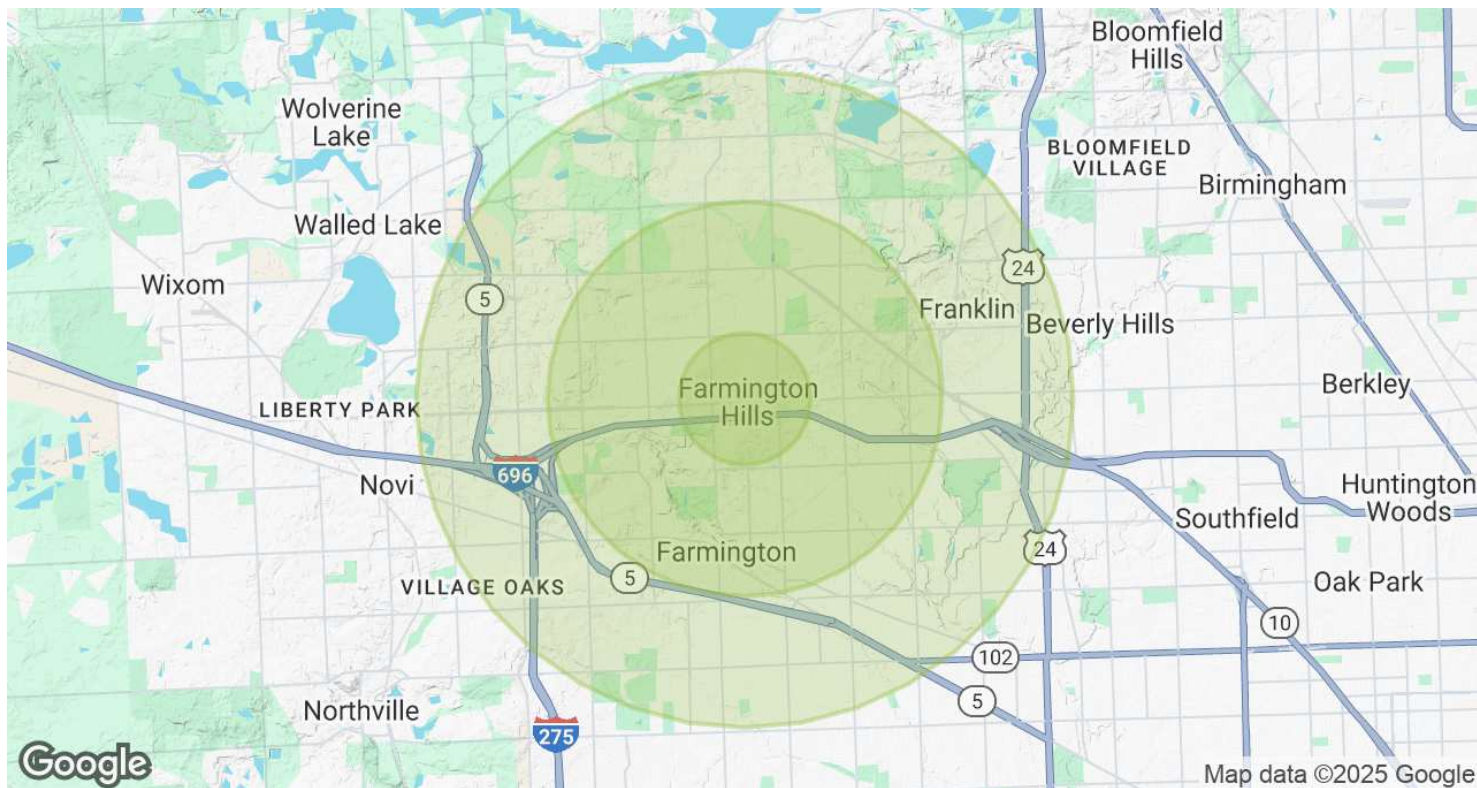 Bloomfield
Hills
Wolverine
Lake
BLOOMFIELD
VILLAGE
Birmingham
Walled Lake
Wixom
24
5
Franklin
Beverly Hills
Farmington
Hills
Berkley
LIBERTY PARK
696
Novi
Huntington
Woods
Southfield
24
Farmington
5
VILLAGE OAKS
Oak Park
10
102
5
Northville
275
Google
Map data ©2025 Google